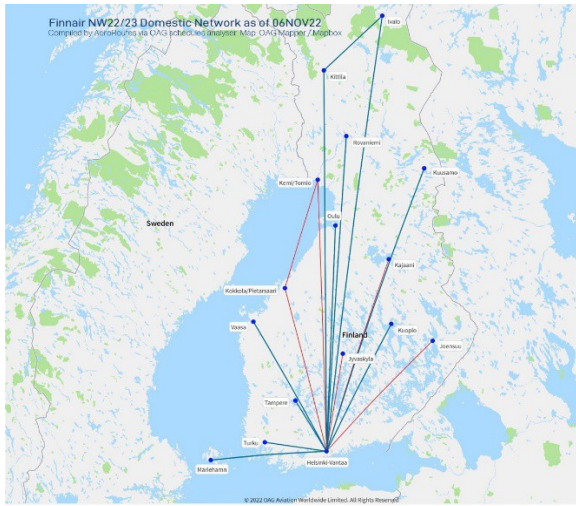 Finnair NW22/23 Domestic Network as of 06NOV22
Compiled by AeroRoutes via OAG schedules analyser Map: OAG Mapper / Mapbox
Ivalo
Kittila
Rovaniemi
Kuusamo
Kemi/Tornio
Oulu
Sweden
Kajaani
Kokkola/Pietarsaari
Vaasa
Kuopio
Finland
Joensuu
Jyvaskyla
Tampere
Turku
Helsinki-Vantaa
Mariehamn
© 2022 OAG Aviation Worldwide Limited. All Rights Reserved